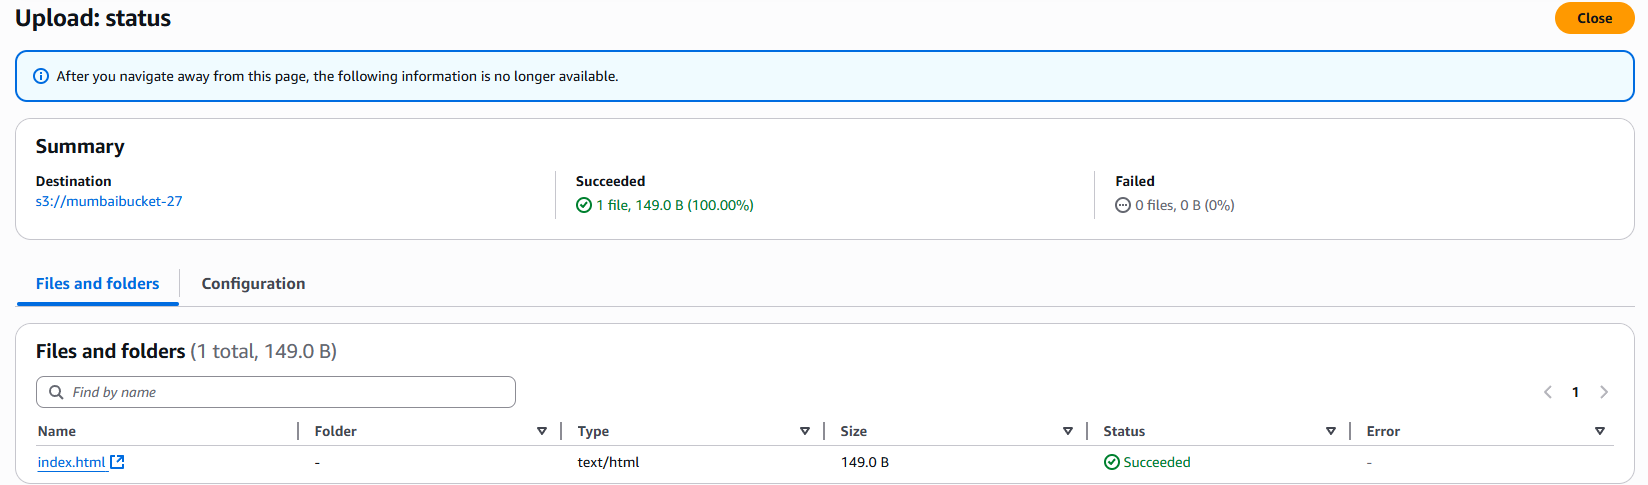 Upload: status
Close
After you navigate away from this page, the following information is no longer available.
Summary
Destination
s3://mumbaibucket-27
Succeeded
1 file, 149.0 B (100.00%)
Failed
0 files, 0 B (0%)
Files and folders
Configuration
Files and folders (1 total, 149.0 B)
Find by name
1
Name Folder Type Size Status Error
index.html - text/html 149.0 B Succeeded -